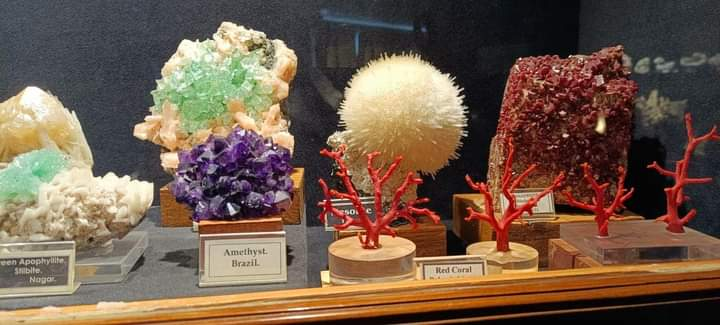 reen Apophyllite,
Stilbite.
Nagar.
Amethyst.
Brazil.
Red Coral